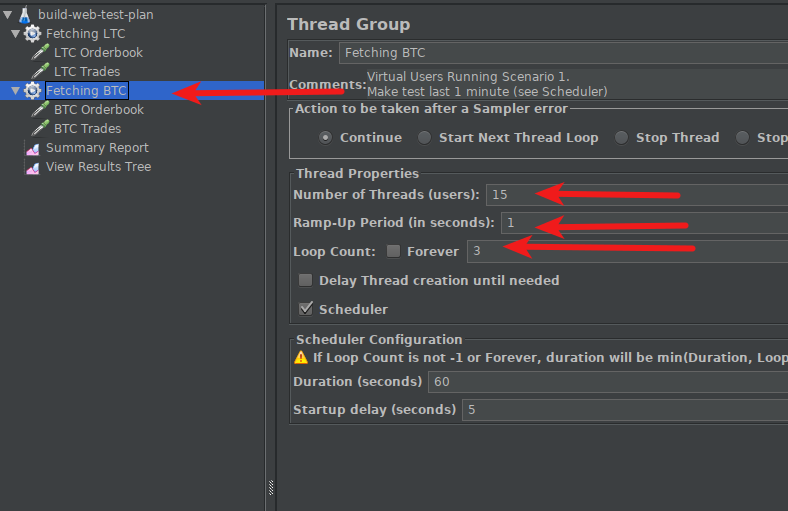 build-web-test-plan
Fetching LTC
LTC Orderbook
LTC Trades
Fetching BTC
BTC Orderbook
BTC Trades
Summary Report
View Results Tree
Thread Group
Name: Fetching BTC
Comments: Virtual Users Running Scenario 1.
Make test last 1 minute (see Scheduler)
Action to be taken after a Sampler error
Continue Start Next Thread Loop Stop Thread Stop
Thread Properties
Number of Threads (users): 15
Ramp-Up Period (in seconds): 1
Loop Count: Forever 3
Delay Thread creation until needed
Scheduler
Scheduler Configuration
If Loop Count is not -1 or Forever, duration will be min(Duration, Loop
Duration (seconds) 60
Startup delay (seconds) 5